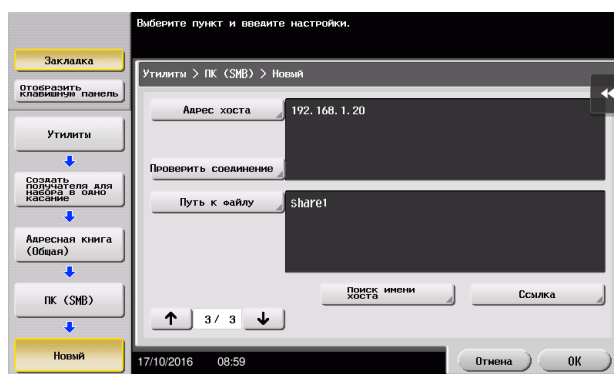 Выберите пункт и введите настройки.
Закладка
Отобразить
клавишную панель
Утилиты > ПК (SMB) > Новый
Адрес хоста
192.168.1.20
Утилиты
Проверить соединение
Создать
получателя для
набора в одно
касание
Путь к файлу
share1
Адресная книга
(Общая)
ПК (SMB)
Поиск имени
хоста
Ссылка
3/ 3
Новый
17/10/2016 08:59
Отмена
OK